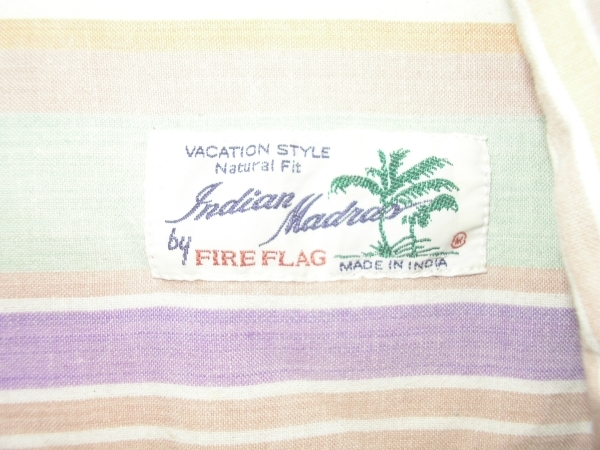 VACATION STYLE
Natural Fit
Indian Madras
by FIRE FLAG
MADE IN INDIA